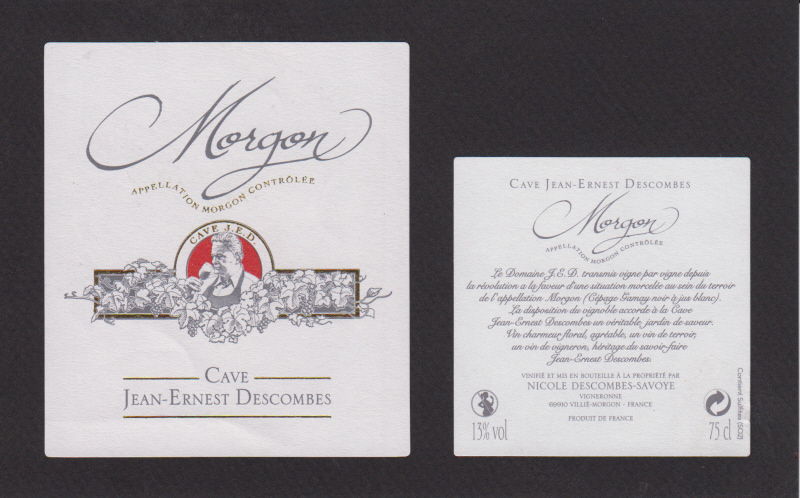 Morgon
APPELLATION MORGON CONTRÔLÉE
CAVE J.E.D.
CAVE
JEAN-ERNEST DESCOMBES
CAVE JEAN-ERNEST DESCOMBES
Morgon
APPELLATION MORGON CONTRÔLÉE
Le Domaine J.E.D. transmis vigne par vigne depuis
la révolution a la faveur d'une situation morcelée au sein du terroir
de l'appellation Morgon (Cépage Gamay noir à jus blanc).
La disposition du vignoble accorde à la Cave
Jean-Ernest Descombes un véritable jardin de saveur.
Vin charmeur floral, agréable, un vin de terroir,
un vin de vigneron, héritage du savoir-faire
Jean-Ernest Descombes.
VINIFIÉ ET MIS EN BOUTEILLE À LA PROPRIÉTÉ PAR
NICOLE DESCOMBES-SAVOYE
VIGNERONNE
69910 VILLIÉ-MORGON - FRANCE
PRODUIT DE FRANCE
13% vol
75 cl
Contient Sulfites (SO2)